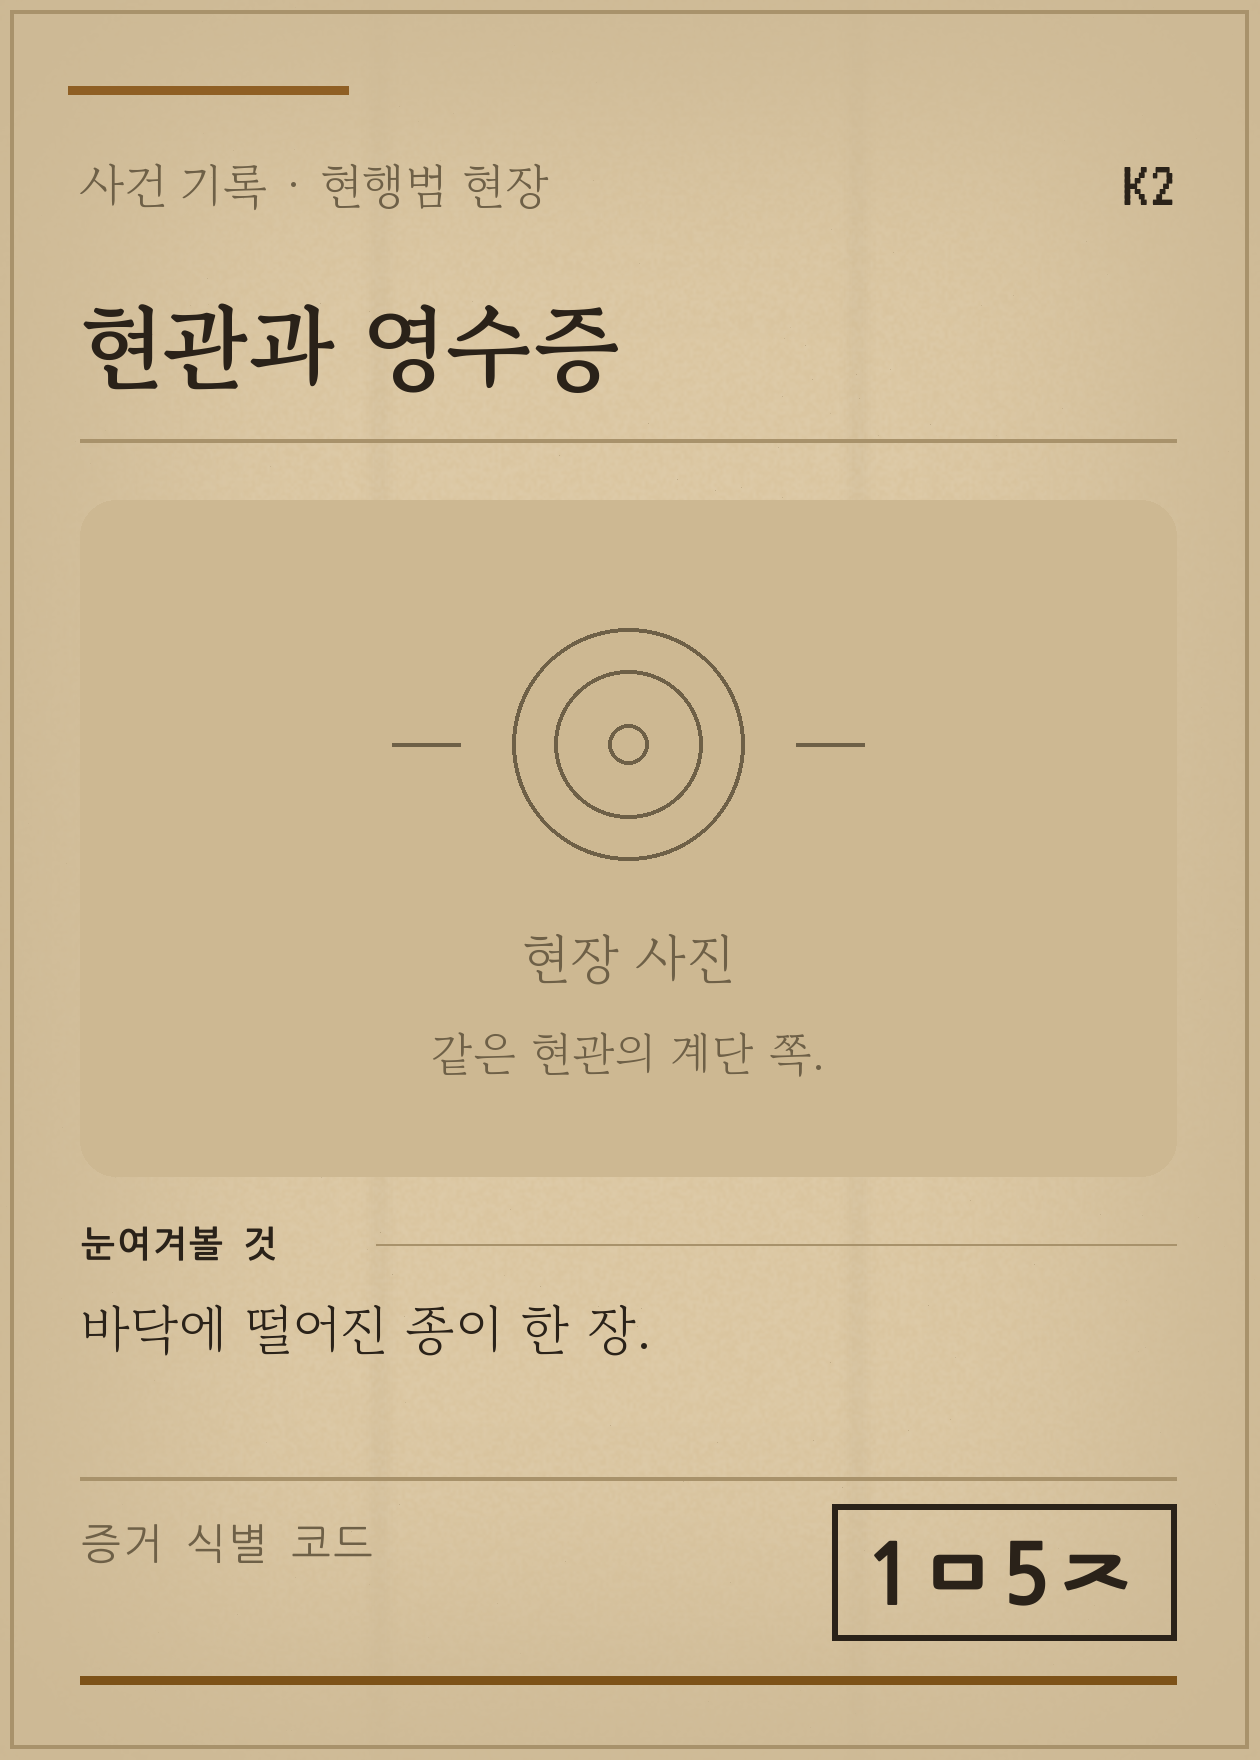 사건 기록 · 현행범 현장
K2
현관과 영수증
현장 사진
같은 현관의 계단 쪽.
눈여겨볼 것
바닥에 떨어진 종이 한 장.
증거 식별 코드
1ㅁ5ㅈ